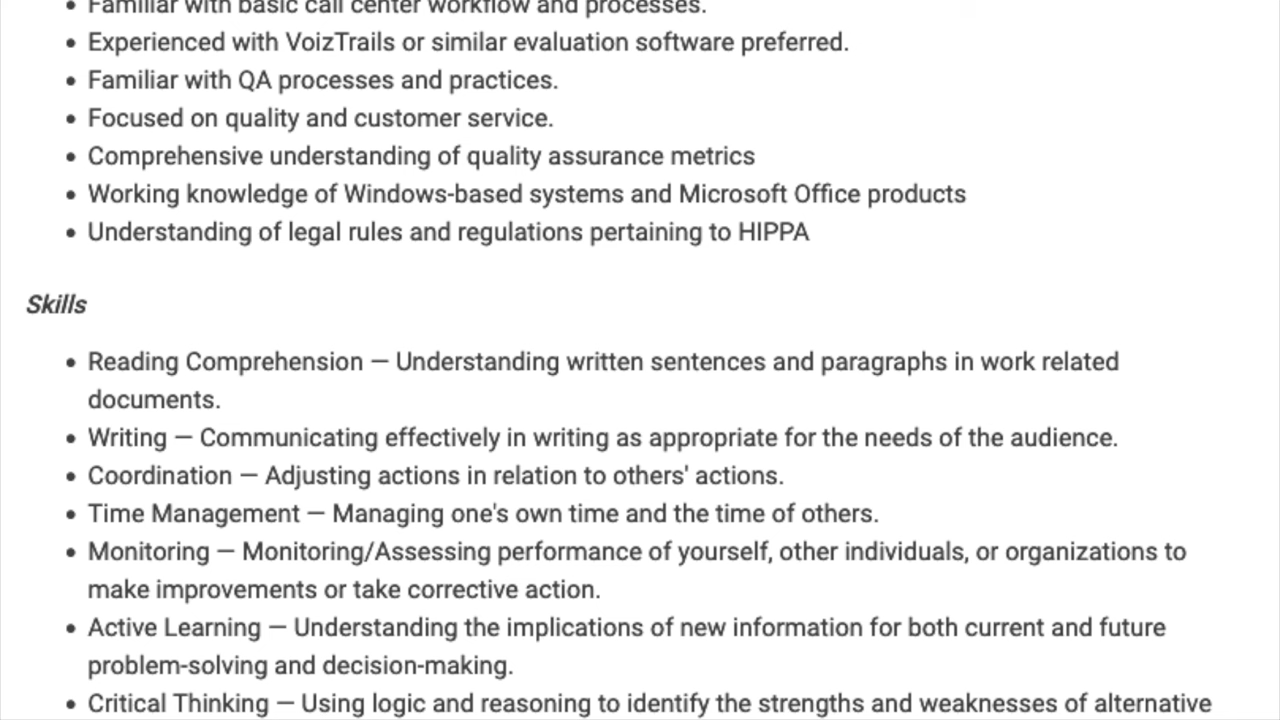 • Familiar with basic call center workflow and processes.
• Experienced with VoizTrails or similar evaluation software preferred.
• Familiar with QA processes and practices.
• Focused on quality and customer service.
• Comprehensive understanding of quality assurance metrics
• Working knowledge of Windows-based systems and Microsoft Office products
• Understanding of legal rules and regulations pertaining to HIPPA
Skills
• Reading Comprehension — Understanding written sentences and paragraphs in work related
documents.
• Writing — Communicating effectively in writing as appropriate for the needs of the audience.
• Coordination — Adjusting actions in relation to others' actions.
• Time Management — Managing one's own time and the time of others.
• Monitoring — Monitoring/Assessing performance of yourself, other individuals, or organizations to
make improvements or take corrective action.
• Active Learning — Understanding the implications of new information for both current and future
problem-solving and decision-making.
• Critical Thinking — Using logic and reasoning to identify the strengths and weaknesses of alternative